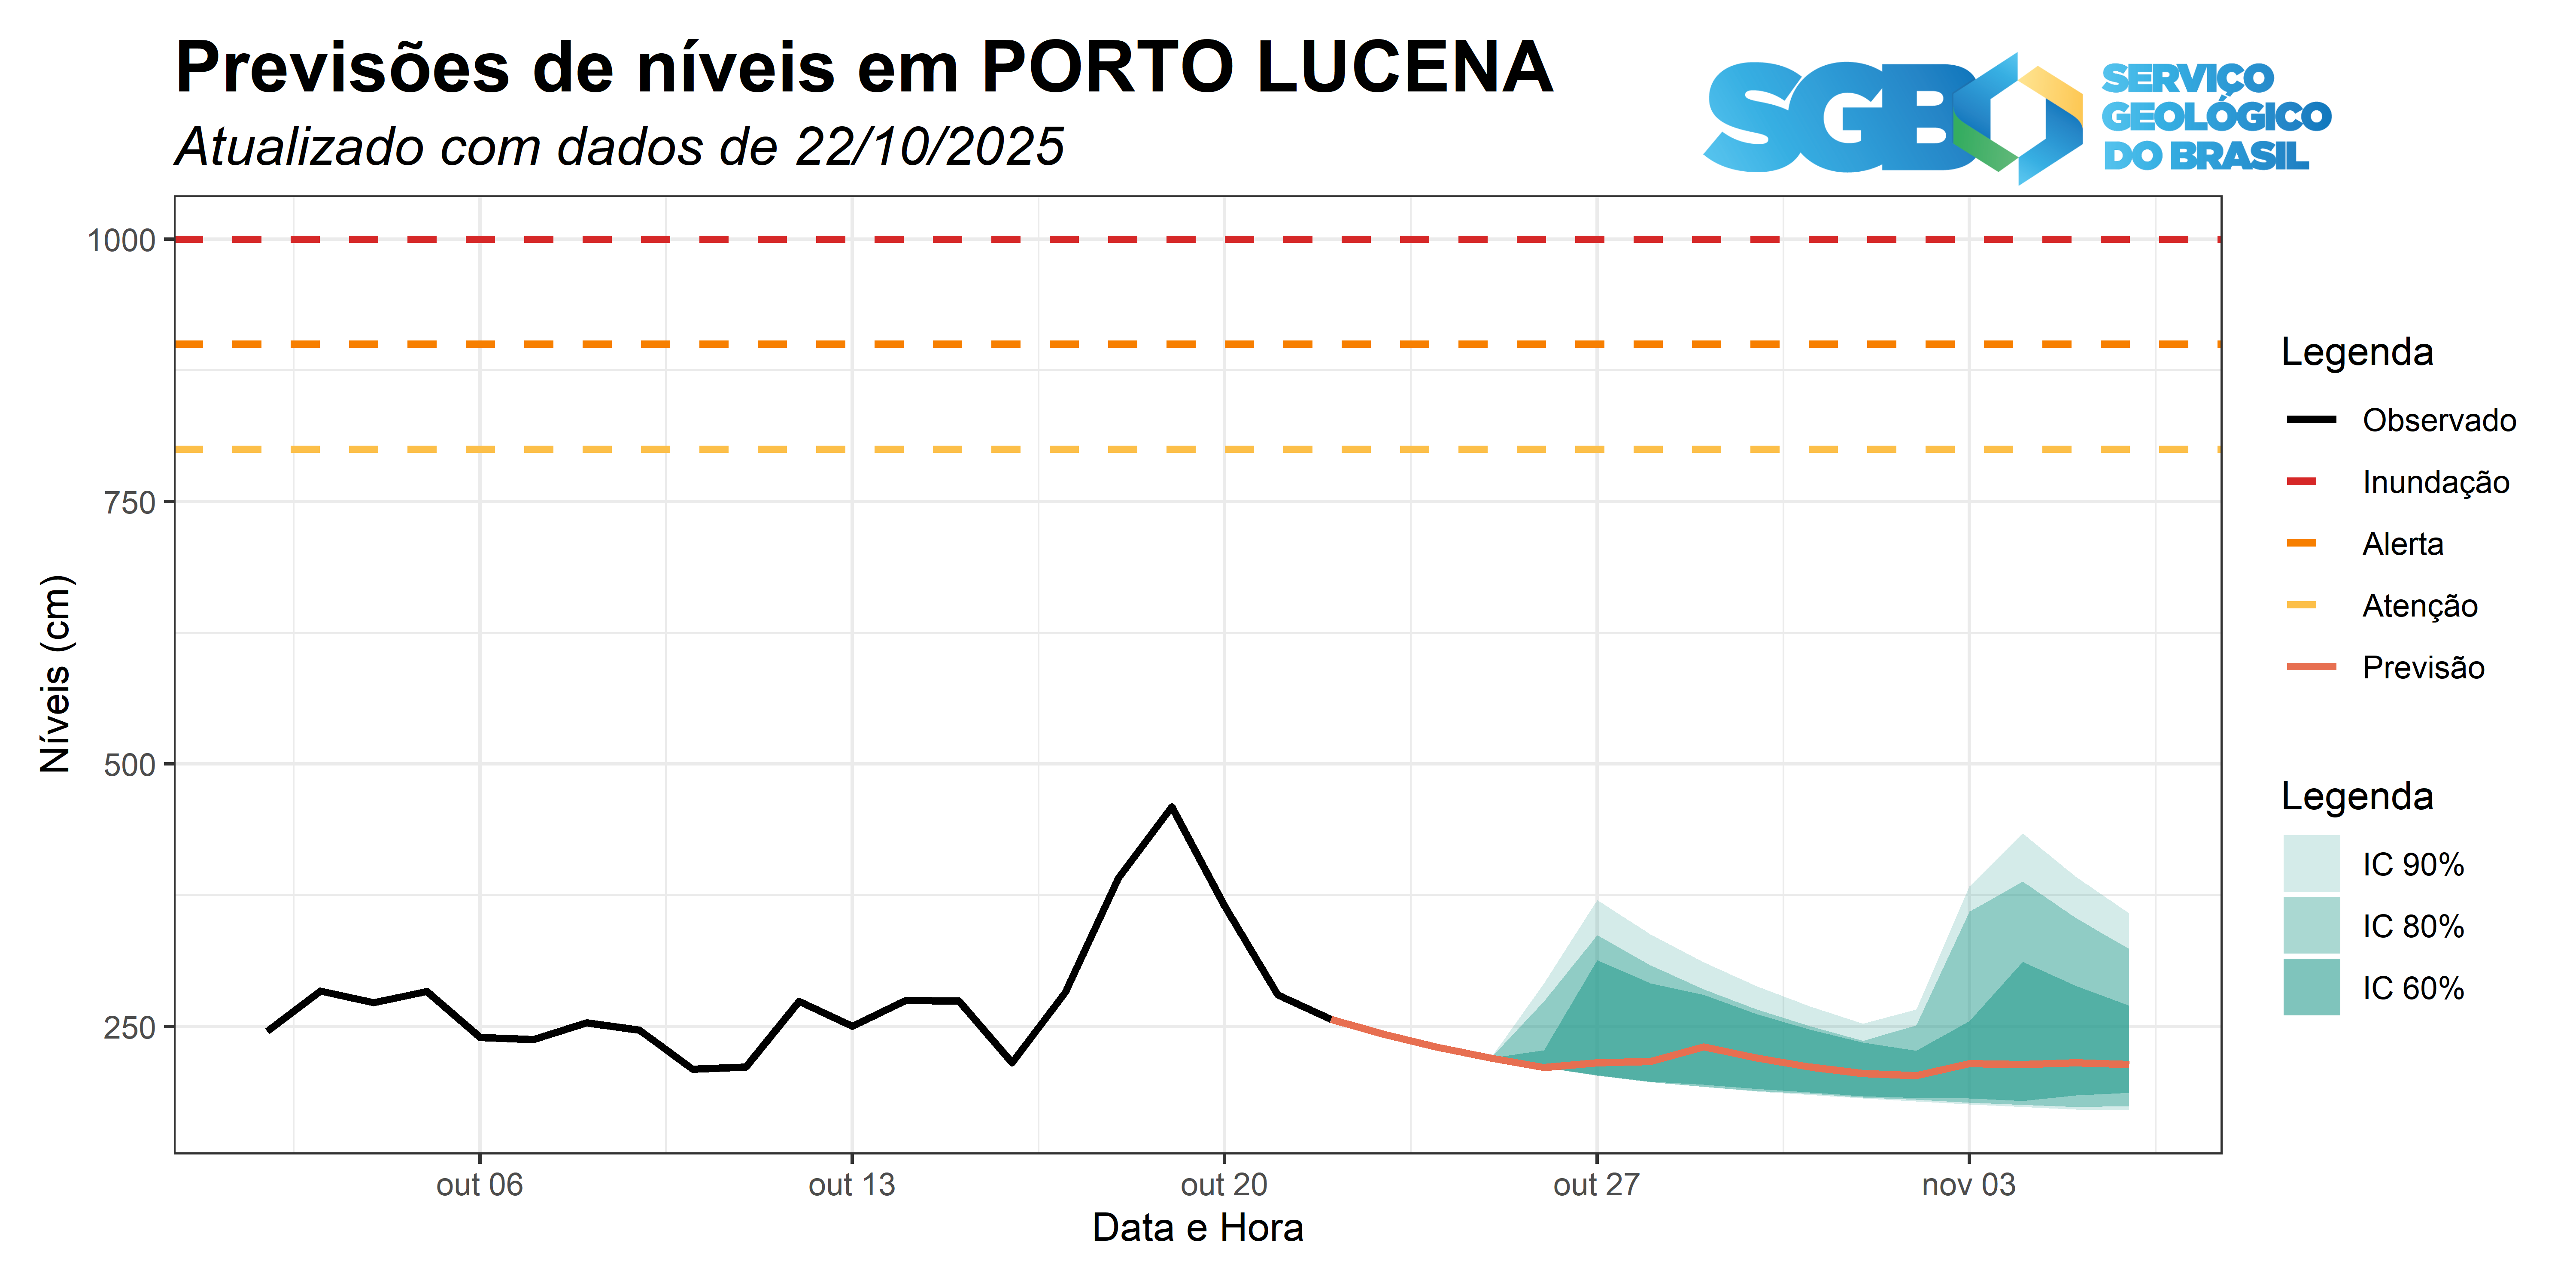 Previsões de níveis em PORTO LUCENA
Atualizado com dados de 22/10/2025
SGB
SERVIÇO
GEOLÓGICO
DO BRASIL
1000
750
500
250
Níveis (cm)
out 06
out 13
out 20
out 27
nov 03
Data e Hora
Legenda
Observado
Inundação
Alerta
Atenção
Previsão
Legenda
IC 90%
IC 80%
IC 60%